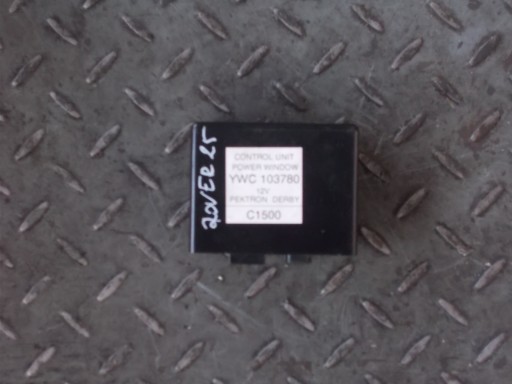 ROVER 25
CONTROL UNIT
POWER WINDOW
YWC 103780
12V
PEKTRON DERBY
C1500